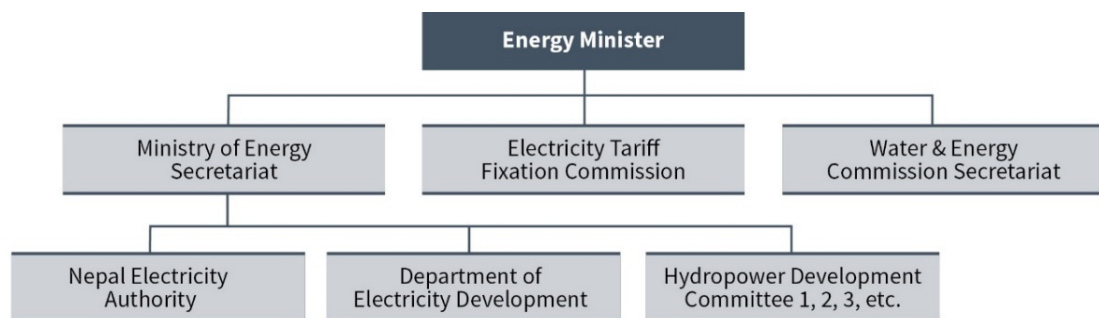 Energy Minister
Ministry of Energy
Secretariat
Electricity Tariff
Fixation Commission
Water & Energy
Commission Secretariat
Nepal Electricity
Authority
Department of
Electricity Development
Hydropower Development
Committee 1, 2, 3, etc.